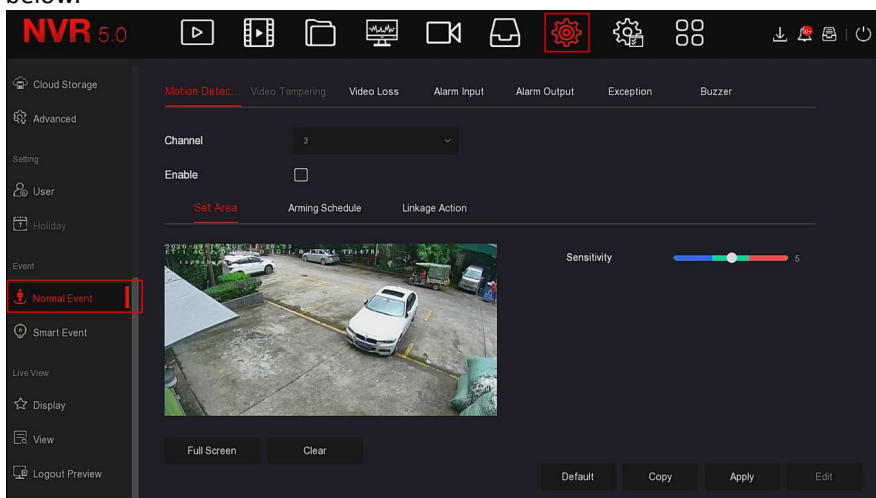 below:
NVR 5.0
Cloud Storage
Motion Detec... Video Tampering Video Loss Alarm Input Alarm Output Exception Buzzer
Advanced
Channel 3
Setting
Enable
User
Set Area Arming Schedule Linkage Action
Holiday
Sensitivity 5
Event
Normal Event
Smart Event
Live View
Display
View
Full Screen Clear
Logout Preview
Default Copy Apply Edit